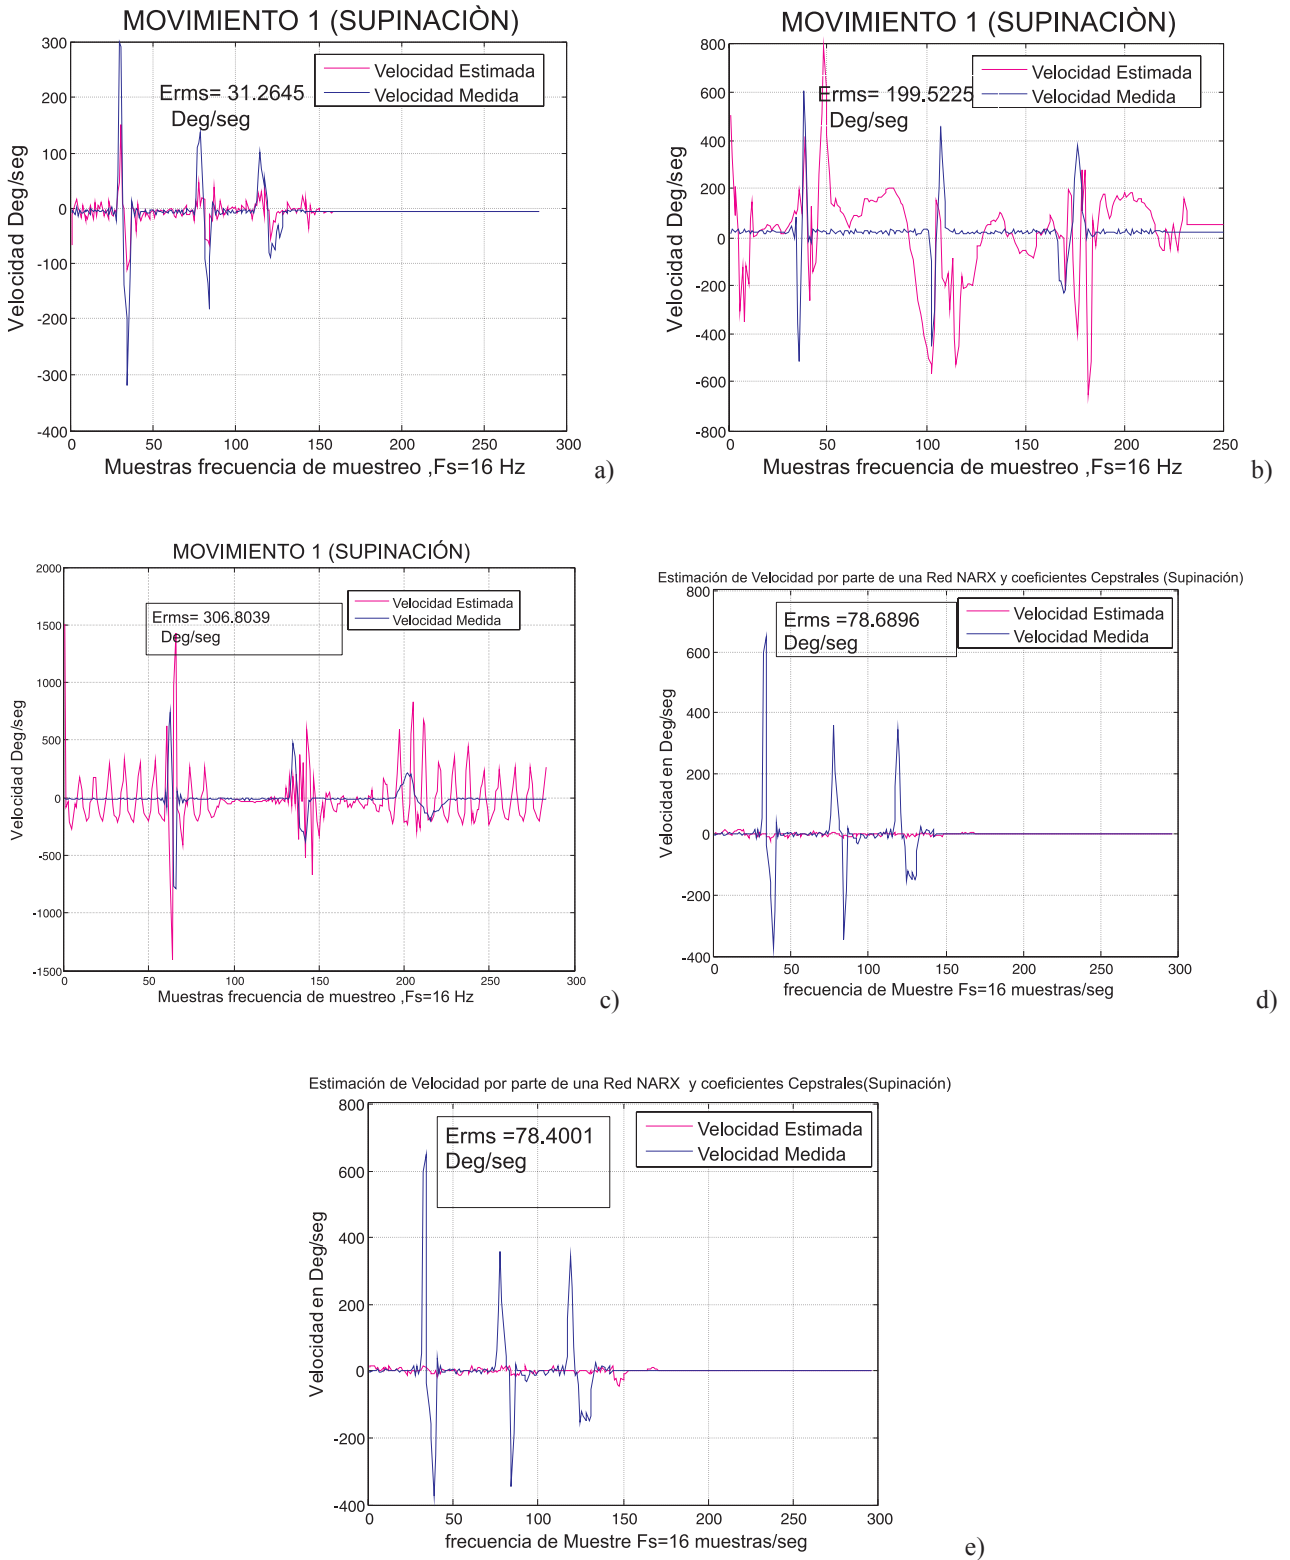 MOVIMIENTO 1 (SUPINACIÒN)
300
200
100
0
-100
-200
-300
-400
Velocidad Deg/seg
Erms= 31.2645
Deg/seg
Velocidad Estimada
Velocidad Medida
0 50 100 150 200 250 300
Muestras frecuencia de muestreo ,Fs=16 Hz
a)
MOVIMIENTO 1 (SUPINACIÒN)
800
600
400
200
0
-200
-400
-600
-800
Velocidad Deg/seg
Erms= 199.5225
Deg/seg
Velocidad Estimada
Velocidad Medida
0 50 100 150 200 250
Muestras frecuencia de muestreo ,Fs=16 Hz
b)
MOVIMIENTO 1 (SUPINACIÓN)
2000
1500
1000
500
0
-500
-1000
-1500
Velocidad Deg/seg
Erms= 306.8039
Deg/seg
Velocidad Estimada
Velocidad Medida
0 50 100 150 200 250 300
Muestras frecuencia de muestreo ,Fs=16 Hz
c)
Estimación de Velocidad por parte de una Red NARX y coeficientes Cepstrales (Supinación)
800
600
400
200
0
-200
-400
Velocidad en Deg/seg
Erms =78.6896
Deg/seg
Velocidad Estimada
Velocidad Medida
0 50 100 150 200 250 300
frecuencia de Muestre Fs=16 muestras/seg
d)
Estimación de Velocidad por parte de una Red NARX y coeficientes Cepstrales(Supinación)
800
600
400
200
0
-200
-400
Velocidad en Deg/seg
Erms =78.4001
Deg/seg
Velocidad Estimada
Velocidad Medida
0 50 100 150 200 250 300
frecuencia de Muestre Fs=16 muestras/seg
e)